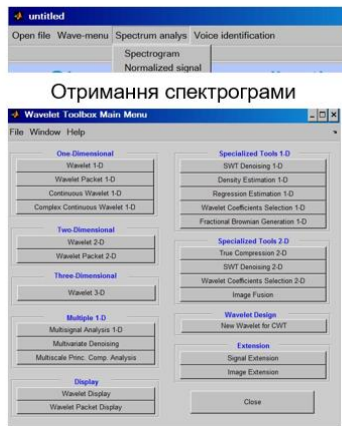 untitled
Open file Wave-menu Spectrum analys Voice identification
Spectrogram
Normalized signal
Отримання спектрограми
Wavelet Toolbox Main Menu
File Window Help
One-Dimensional
Wavelet 1-D
Wavelet Packet 1-D
Continuous Wavelet 1-D
Complex Continuous Wavelet 1-D
Two-Dimensional
Wavelet 2-D
Wavelet Packet 2-D
Three-Dimensional
Wavelet 3-D
Multiple 1-D
Multisignal Analysis 1-D
Multivariate Denoising
Multiscale Princ. Comp. Analysis
Display
Wavelet Display
Wavelet Packet Display
Specialized Tools 1-D
SWT Denoising 1-D
Density Estimation 1-D
Regression Estimation 1-D
Wavelet Coefficients Selection 1-D
Fractional Brownian Generation 1-D
Specialized Tools 2-D
True Compression 2-D
SWT Denoising 2-D
Wavelet Coefficients Selection 2-D
Image Fusion
Wavelet Design
New Wavelet for CWT
Extension
Signal Extension
Image Extension
Close